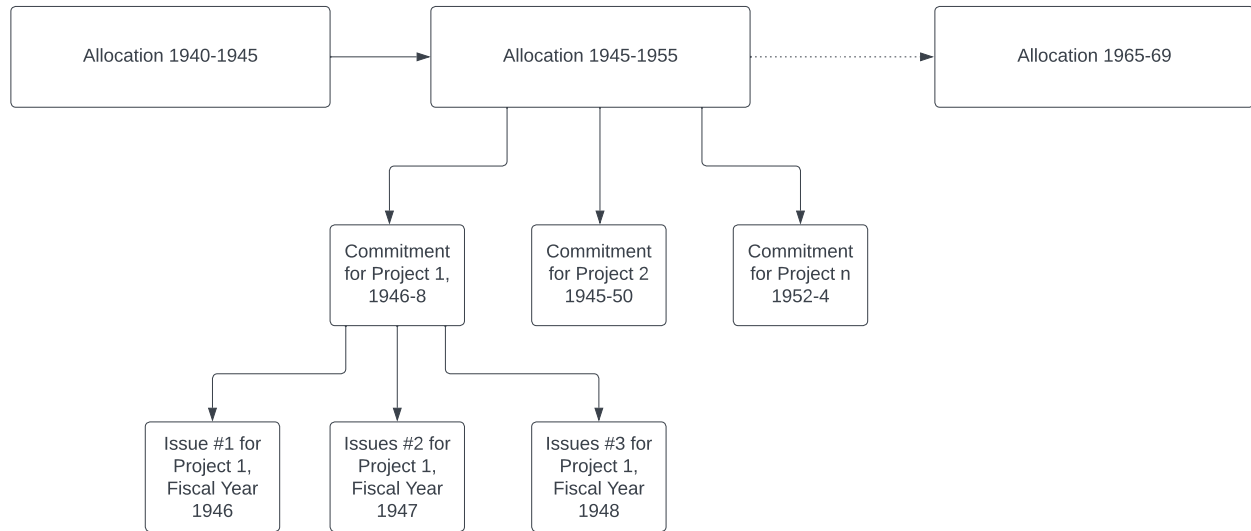 Allocation 1940-1945
Allocation 1945-1955
Allocation 1965-69
Commitment
for Project 1,
1946-8
Commitment
for Project 2
1945-50
Commitment
for Project n
1952-4
Issue #1 for
Project 1,
Fiscal Year
1946
Issues #2 for
Project 1,
Fiscal Year
1947
Issues #3 for
Project 1,
Fiscal Year
1948